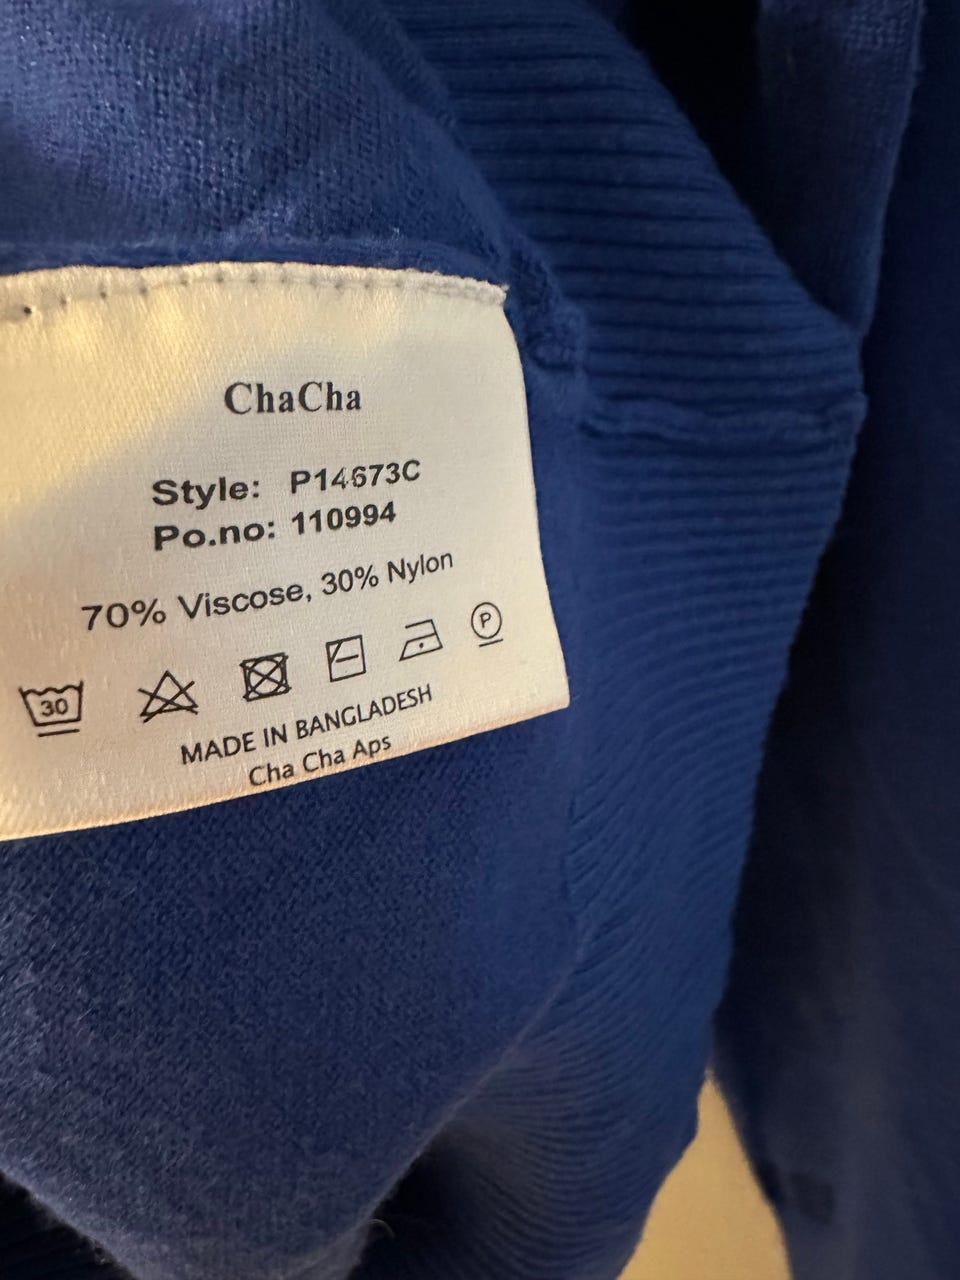 ChaCha
Style: P14673C
Po.no: 110994
70% Viscose, 30% Nylon
30 P
MADE IN BANGLADESH
Cha Cha Aps